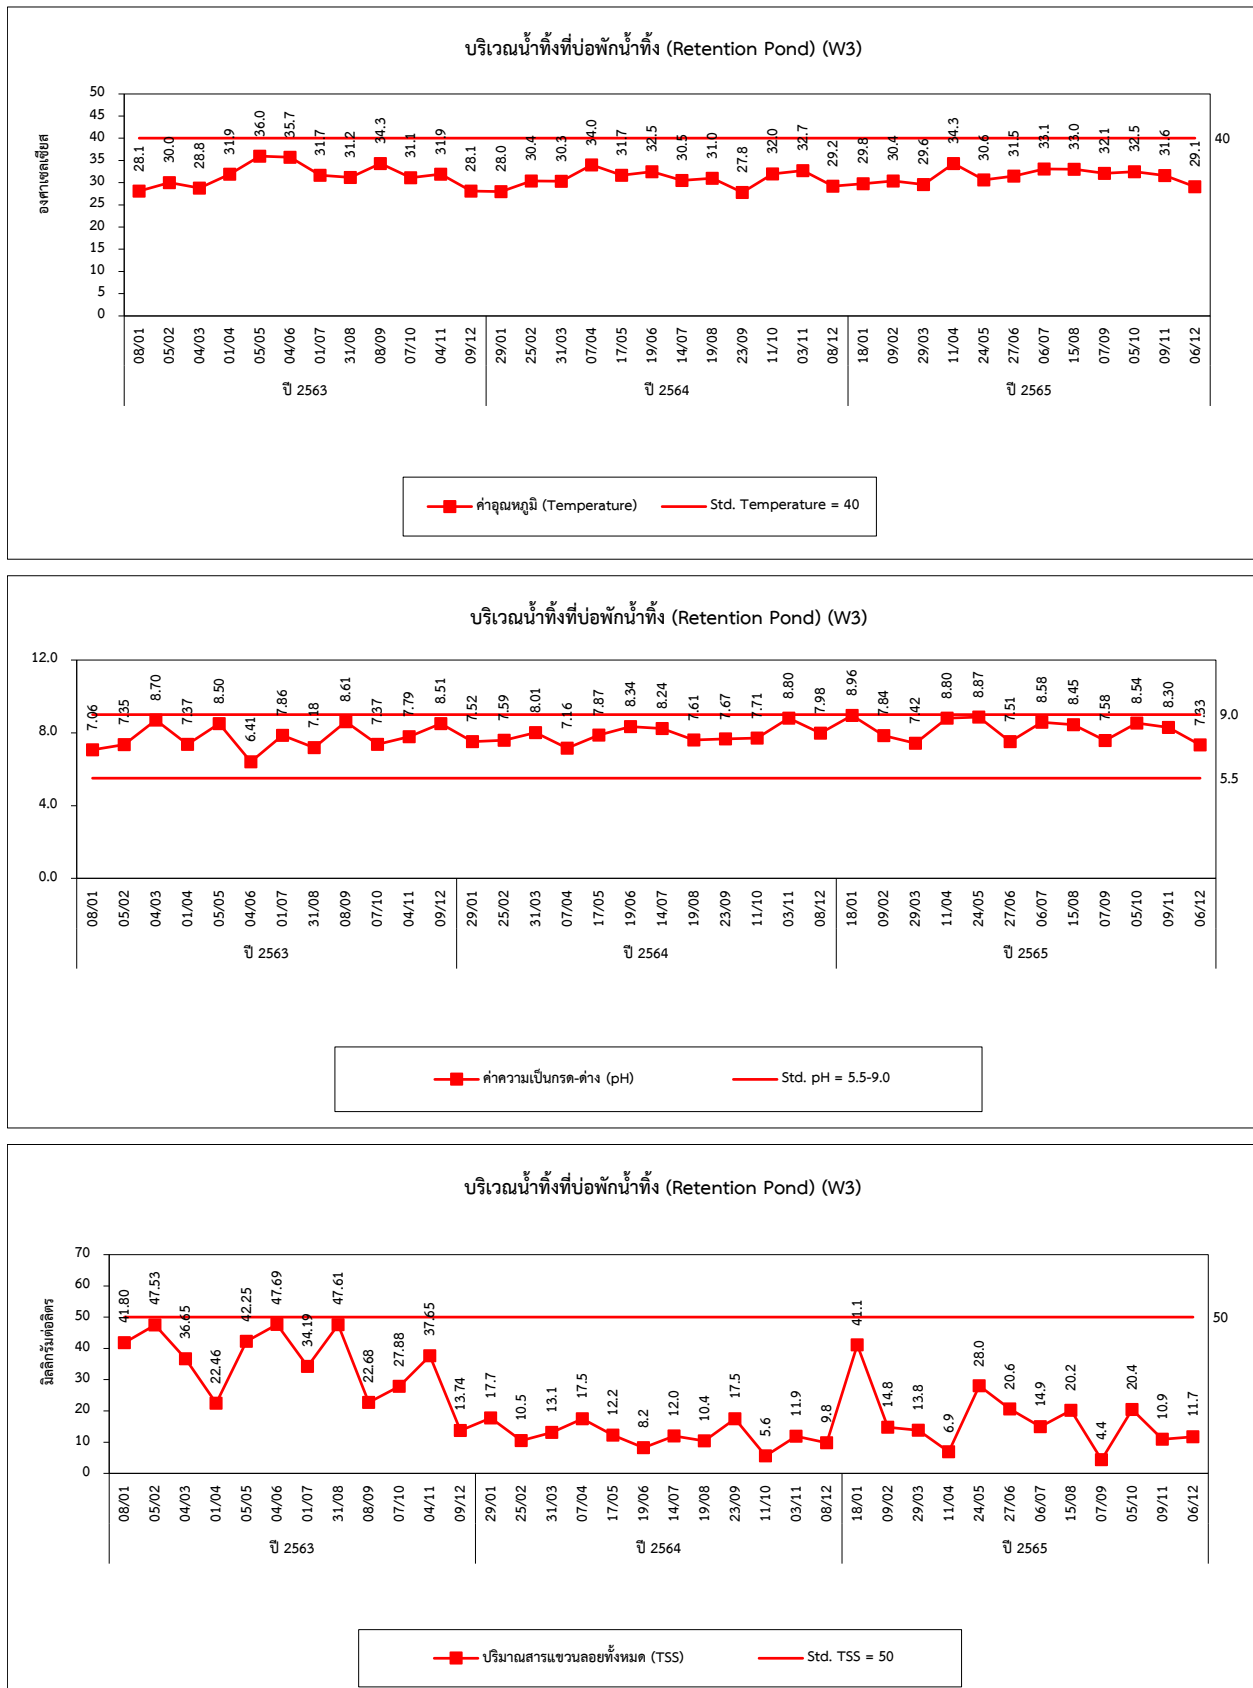 บริเวณน้ำทิ้งที่บ่อพักน้ำทิ้ง (Retention Pond) (W3)
องศาเซลเซียส
50
45
40
35
30
25
20
15
10
5
0
28.1 30.0 28.8 31.9 36.0 35.7 31.7 31.2 34.3 31.1 31.9 28.1 28.0 30.4 30.3 34.0 31.7 32.5 30.5 31.0 27.8 32.0 32.7 29.2 29.8 30.4 29.6 34.3 30.6 31.5 33.1 33.0 32.1 32.5 31.6 29.1
40
08/01 05/02 04/03 01/04 05/05 04/06 01/07 31/08 08/09 07/10 04/11 09/12 29/01 25/02 31/03 07/04 17/05 19/06 14/07 19/08 23/09 11/10 03/11 08/12 18/01 09/02 29/03 11/04 24/05 27/06 06/07 15/08 07/09 05/10 09/11 06/12
ปี 2563 ปี 2564 ปี 2565
ค่าอุณหภูมิ (Temperature) Std. Temperature = 40
บริเวณน้ำทิ้งที่บ่อพักน้ำทิ้ง (Retention Pond) (W3)
12.0
8.0
4.0
0.0
7.06 7.35 8.70 7.37 8.50 6.41 7.86 7.18 8.61 7.37 7.79 8.51 7.52 7.59 8.01 7.16 7.87 8.34 8.24 7.61 7.67 7.71 8.80 7.98 8.96 7.84 7.42 8.80 8.87 7.51 8.58 8.45 7.58 8.54 8.30 7.33
9.0
5.5
08/01 05/02 04/03 01/04 05/05 04/06 01/07 31/08 08/09 07/10 04/11 09/12 29/01 25/02 31/03 07/04 17/05 19/06 14/07 19/08 23/09 11/10 03/11 08/12 18/01 09/02 29/03 11/04 24/05 27/06 06/07 15/08 07/09 05/10 09/11 06/12
ปี 2563 ปี 2564 ปี 2565
ค่าความเป็นกรด-ด่าง (pH) Std. pH = 5.5-9.0
บริเวณน้ำทิ้งที่บ่อพักน้ำทิ้ง (Retention Pond) (W3)
มิลลิกรัมต่อลิตร
70
60
50
40
30
20
10
0
41.80 47.53 36.65 22.46 42.25 47.69 34.19 47.61 22.68 27.88 37.65 13.74 17.7 10.5 13.1 17.5 12.2 8.2 12.0 10.4 17.5 5.6 11.9 9.8 41.1 14.8 13.8 6.9 28.0 20.6 14.9 20.2 4.4 20.4 10.9 11.7
50
08/01 05/02 04/03 01/04 05/05 04/06 01/07 31/08 08/09 07/10 04/11 09/12 29/01 25/02 31/03 07/04 17/05 19/06 14/07 19/08 23/09 11/10 03/11 08/12 18/01 09/02 29/03 11/04 24/05 27/06 06/07 15/08 07/09 05/10 09/11 06/12
ปี 2563 ปี 2564 ปี 2565
ปริมาณสารแขวนลอยทั้งหมด (TSS) Std. TSS = 50